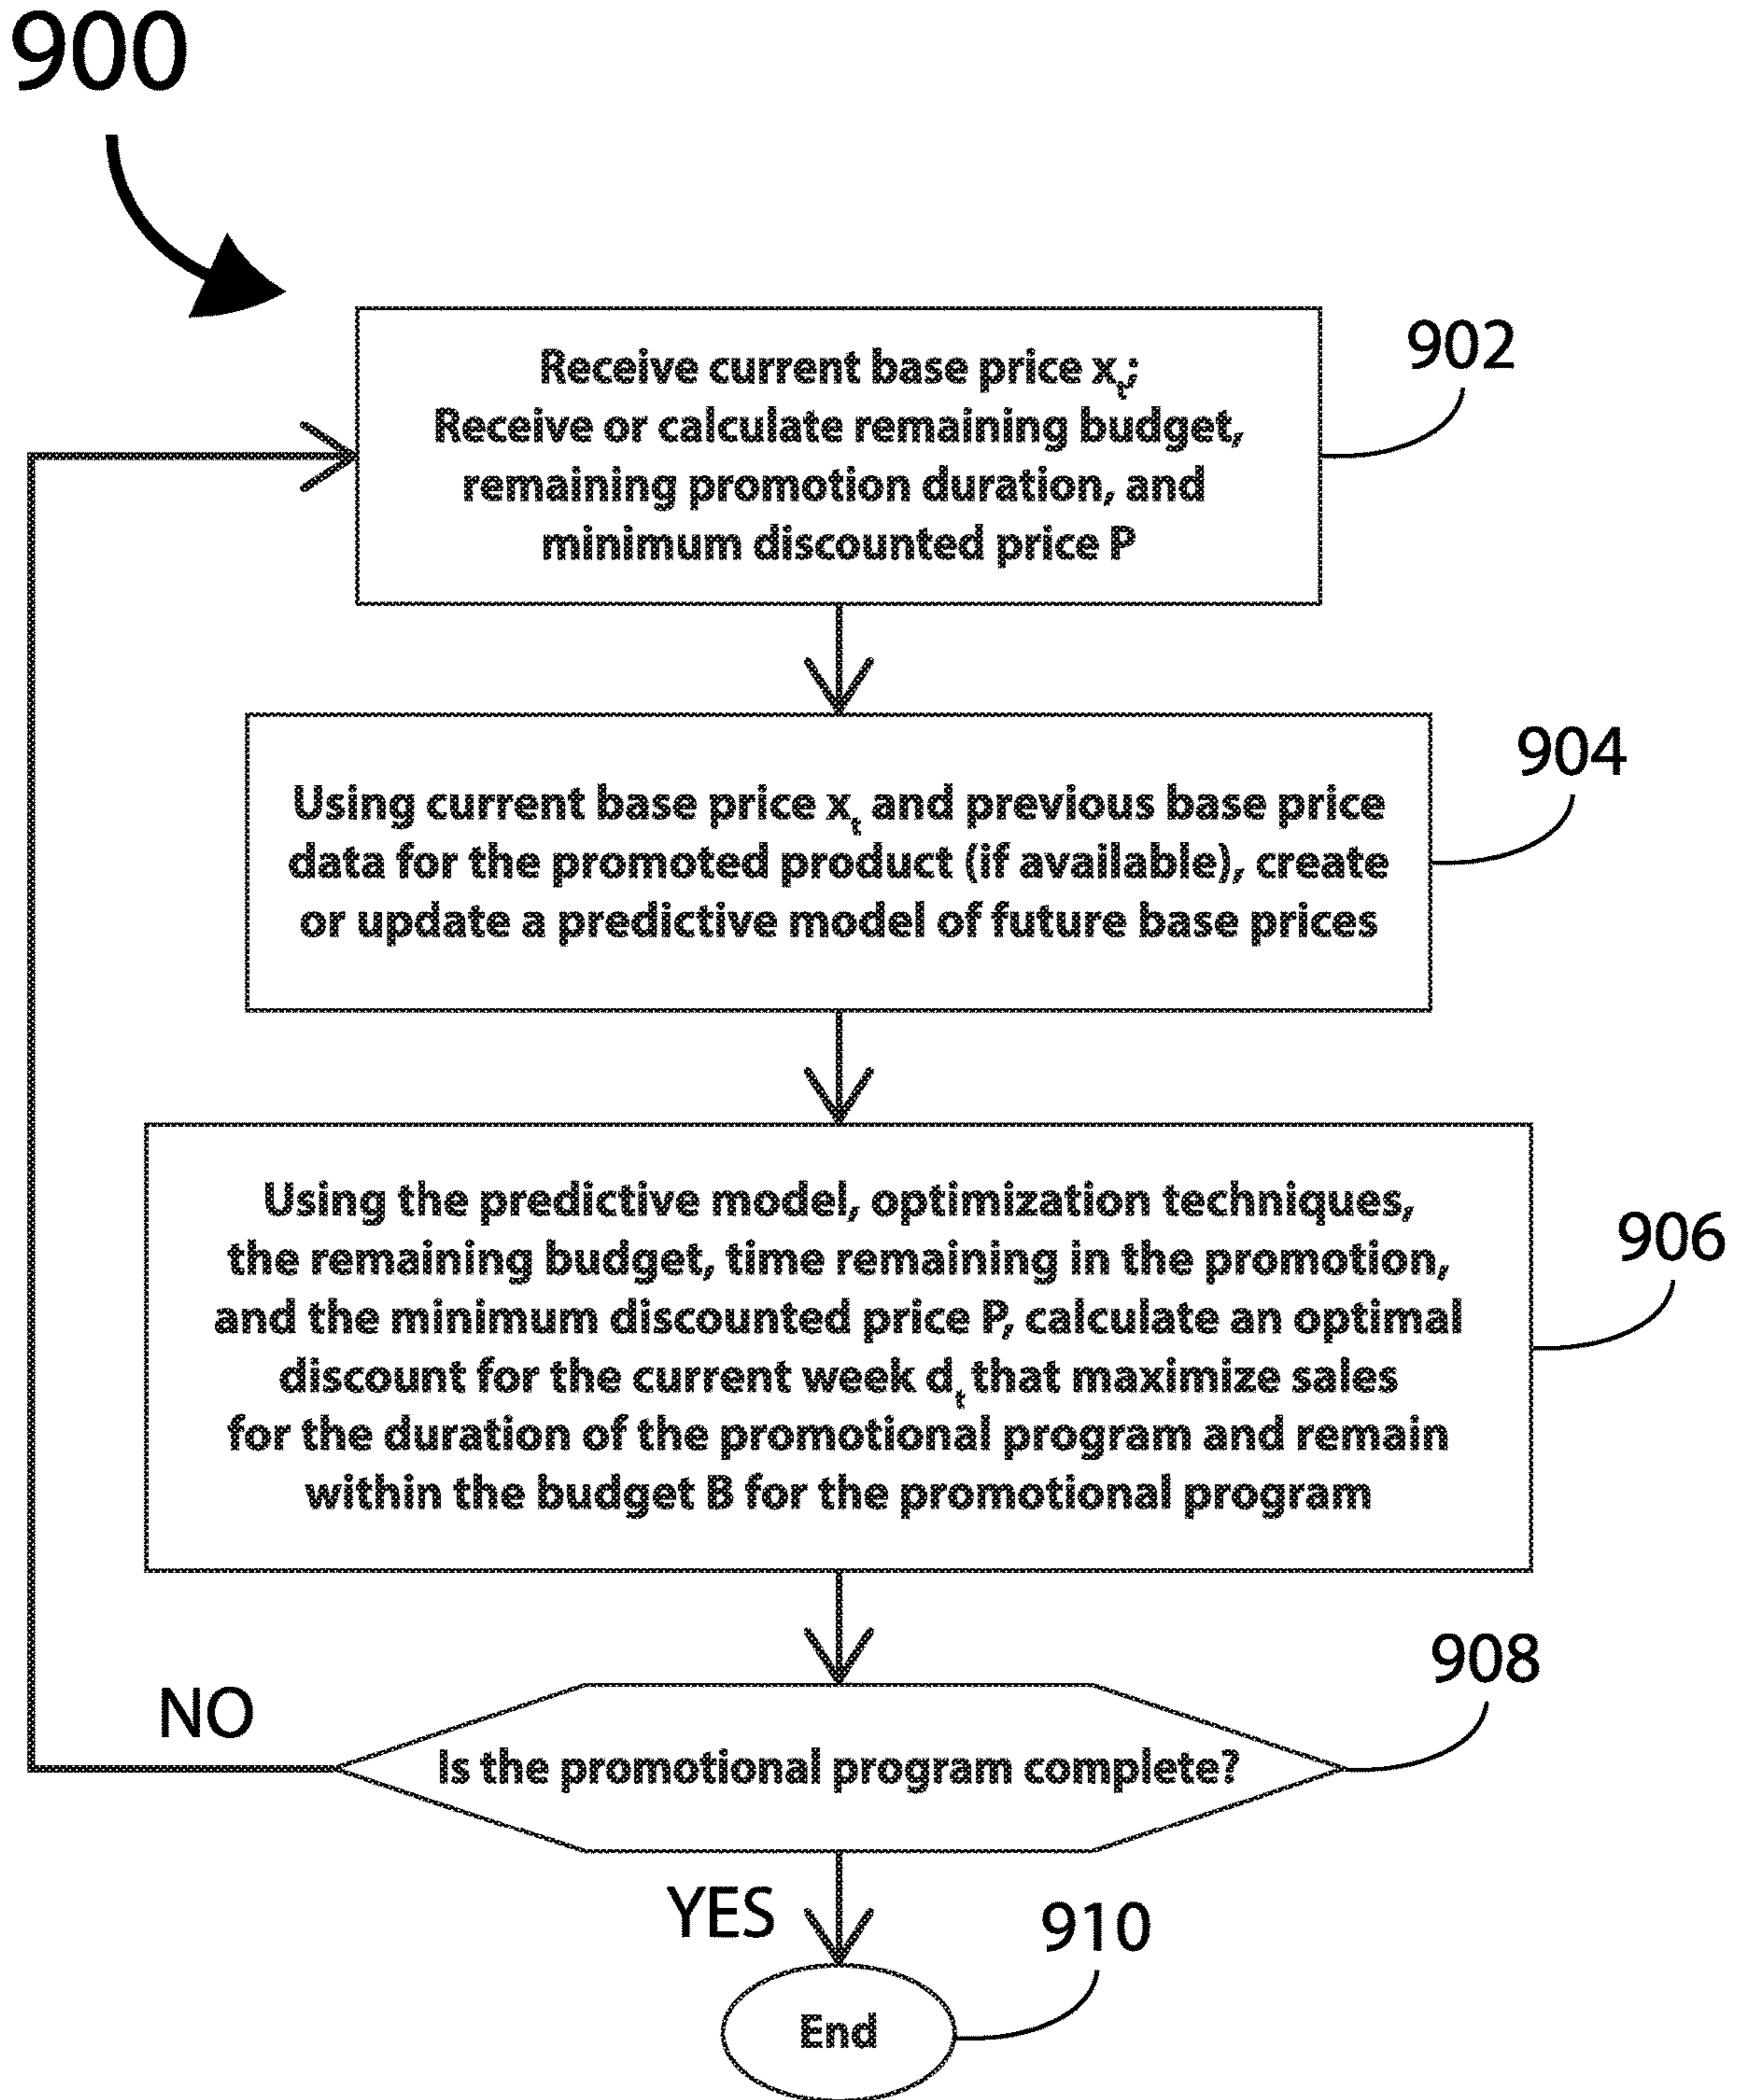 900
Receive current base price xₜ;
Receive or calculate remaining budget,
remaining promotion duration, and
minimum discounted price P
902
Using current base price xₜ and previous base price
data for the promoted product (if available), create
or update a predictive model of future base prices
904
Using the predictive model, optimization techniques,
the remaining budget, time remaining in the promotion,
and the minimum discounted price P, calculate an optimal
discount for the current week dₜ that maximize sales
for the duration of the promotional program and remain
within the budget B for the promotional program
906
Is the promotional program complete?
908
NO
YES
End
910